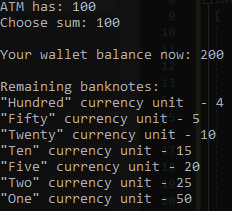 ATM has: 100
Choose sum: 100
Your wallet balance now: 200
Remaining banknotes:
"Hundred" currency unit  - 4
"Fifty" currency unit - 5
"Twenty" currency unit - 10
"Ten" currency unit - 15
"Five" currency unit - 20
"Two" currency unit - 25
"One" currency unit - 50